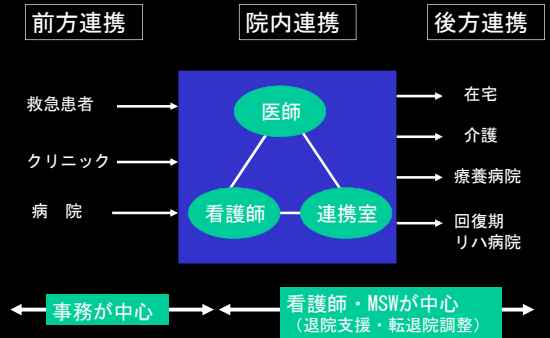 前方連携
院内連携
後方連携
救急患者
クリニック
病　院
医師
看護師
連携室
在宅
介護
療養病院
回復期
リハ病院
事務が中心
看護師・MSWが中心
（退院支援・転退院調整）